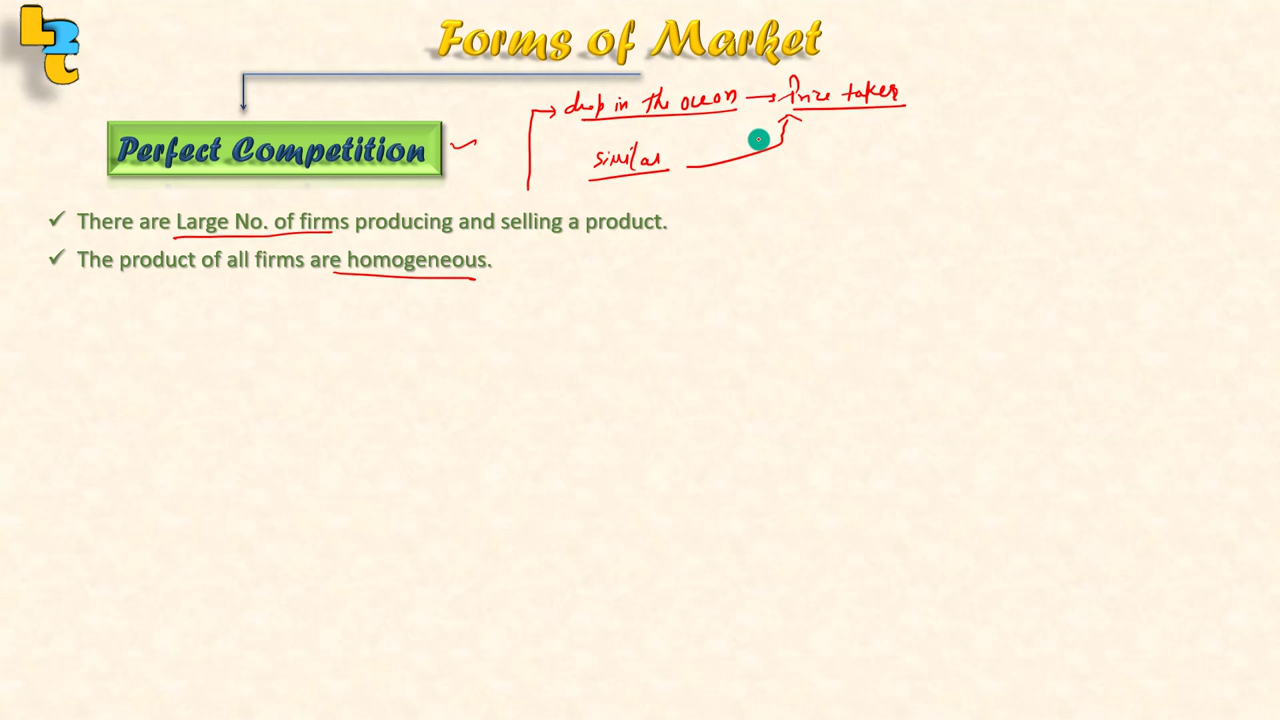 LBC
Forms of Market
drop in the ocean → Price taker
Perfect Competition
similar
✓ There are Large No. of firms producing and selling a product.
✓ The product of all firms are homogeneous.